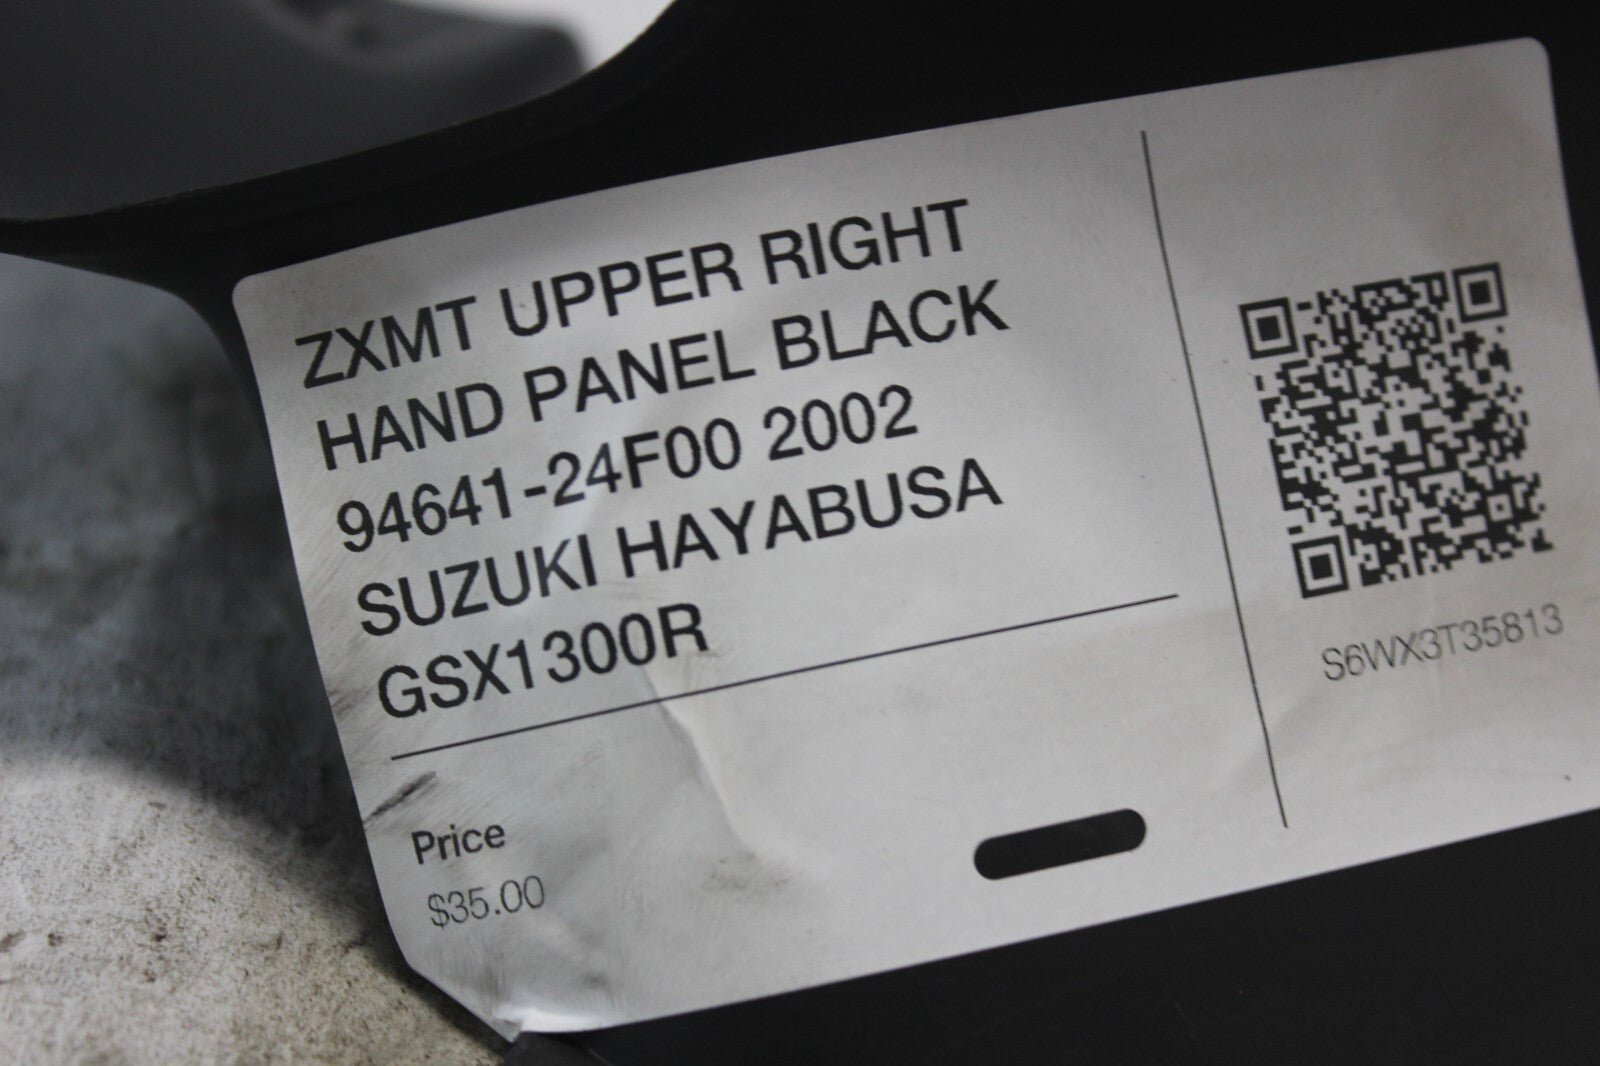 ZXMT UPPER RIGHT
HAND PANEL BLACK
94641-24F00 2002
SUZUKI HAYABUSA
GSX1300R
Price
$35.00
S6WX3T35813